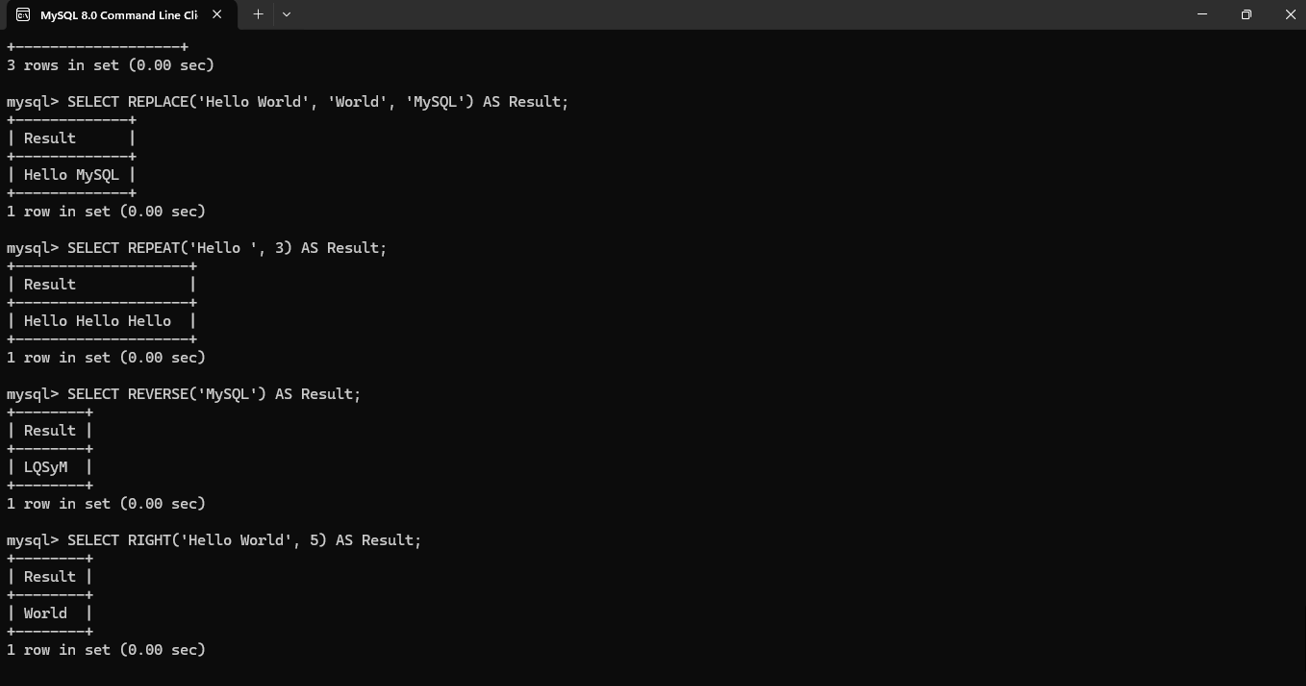 MySQL 8.0 Command Line Cli
+--------------------+
3 rows in set (0.00 sec)
mysql> SELECT REPLACE('Hello World', 'World', 'MySQL') AS Result;
+-------------+
| Result      |
+-------------+
| Hello MySQL |
+-------------+
1 row in set (0.00 sec)
mysql> SELECT REPEAT('Hello ', 3) AS Result;
+--------------------+
| Result             |
+--------------------+
| Hello Hello Hello  |
+--------------------+
1 row in set (0.00 sec)
mysql> SELECT REVERSE('MySQL') AS Result;
+--------+
| Result |
+--------+
| LQSyM  |
+--------+
1 row in set (0.00 sec)
mysql> SELECT RIGHT('Hello World', 5) AS Result;
+--------+
| Result |
+--------+
| World  |
+--------+
1 row in set (0.00 sec)